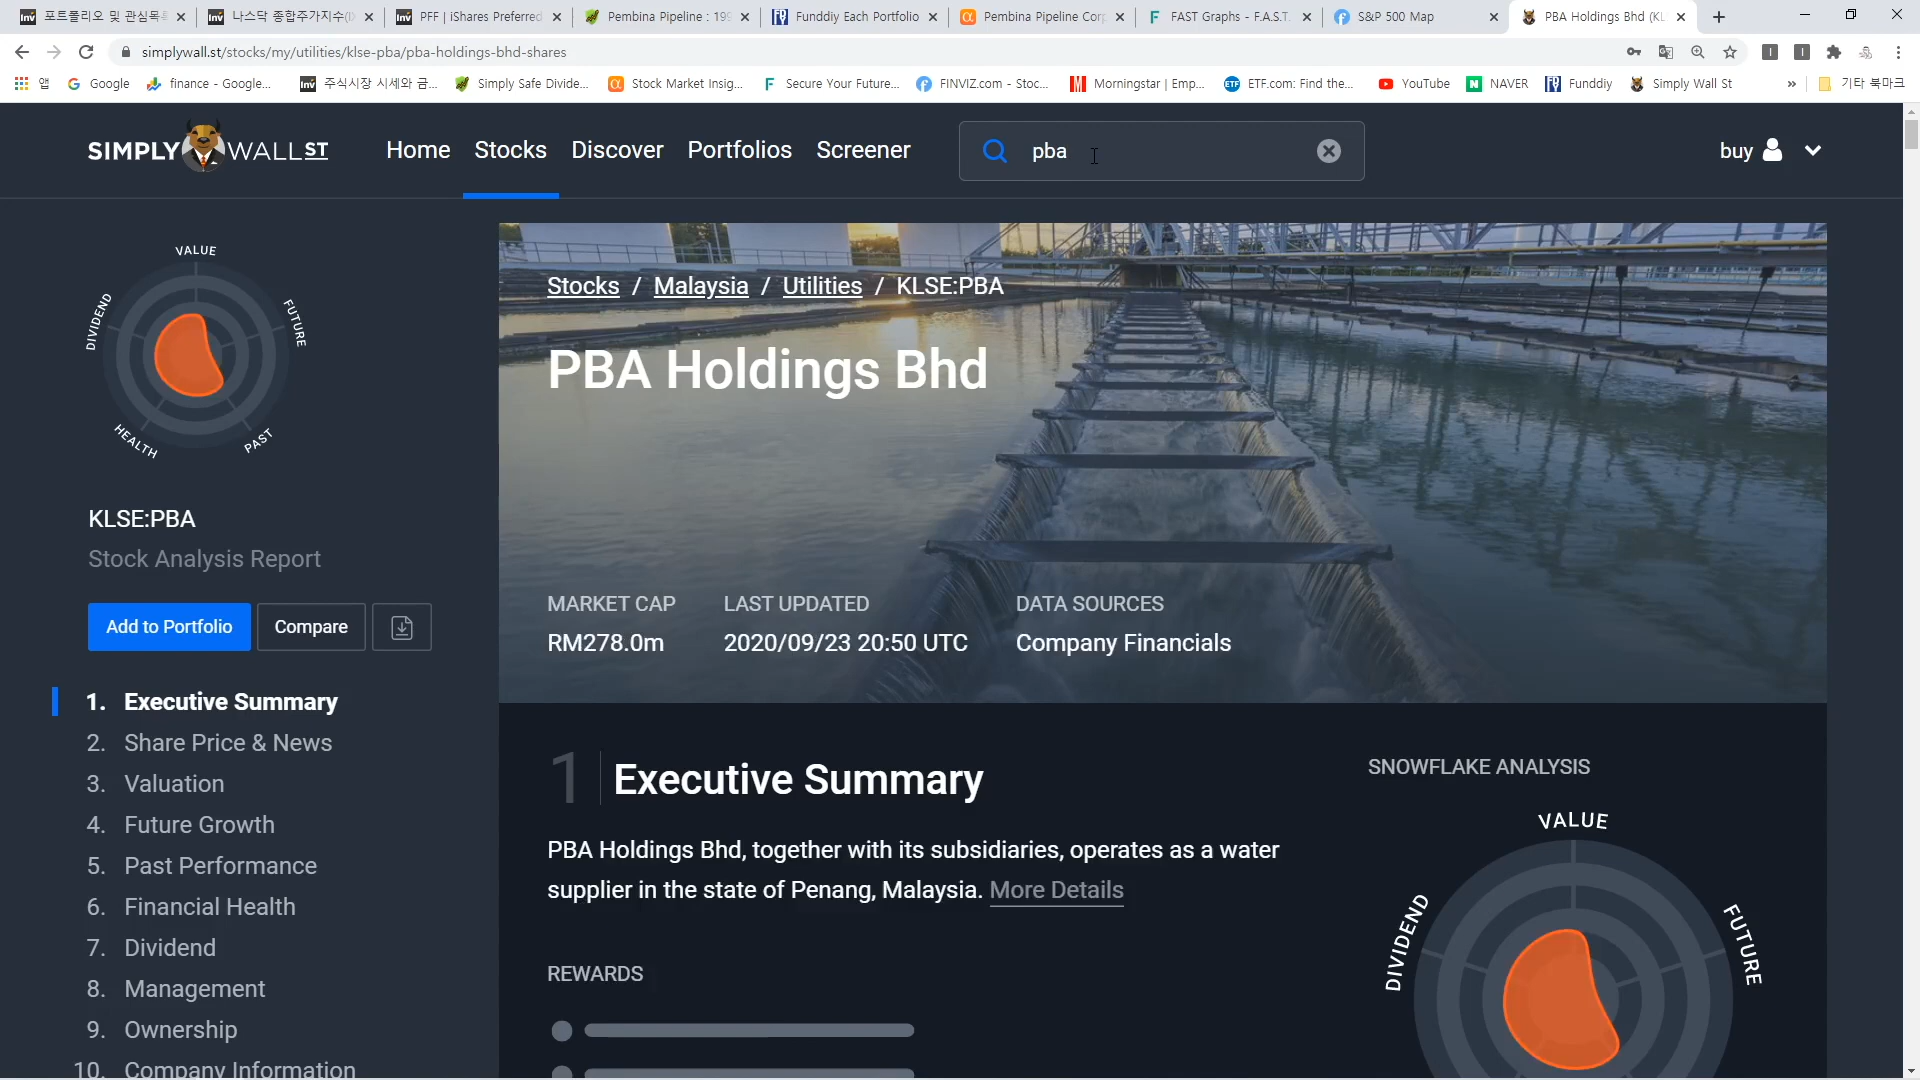 포트폴리오 및 관심목록
나스닥 종합주가지수(I
PFF | iShares Preferred
Pembina Pipeline : 199
Funddiy Each Portfolio
Pembina Pipeline Corp
FAST Graphs - F.A.S.T.
S&P 500 Map
PBA Holdings Bhd (KL
simplywall.st/stocks/my/utilities/klse-pba/pba-holdings-bhd-shares
앱
Google
finance - Google...
주식시장 시세와 금...
Simply Safe Divide...
Stock Market Insig...
Secure Your Future...
FINVIZ.com - Stoc...
Morningstar | Emp...
ETF.com: Find the...
YouTube
NAVER
Funddiy
Simply Wall St
»
기타 북마크
SIMPLY WALL ST
Home
Stocks
Discover
Portfolios
Screener
pba
buy
VALUE
FUTURE
PAST
HEALTH
DIVIDEND
KLSE:PBA
Stock Analysis Report
Add to Portfolio
Compare
1. Executive Summary
2. Share Price & News
3. Valuation
4. Future Growth
5. Past Performance
6. Financial Health
7. Dividend
8. Management
9. Ownership
10. Company Information
Stocks / Malaysia / Utilities / KLSE:PBA
PBA Holdings Bhd
MARKET CAP
RM278.0m
LAST UPDATED
2020/09/23 20:50 UTC
DATA SOURCES
Company Financials
1 Executive Summary
PBA Holdings Bhd, together with its subsidiaries, operates as a water
supplier in the state of Penang, Malaysia. More Details
REWARDS
SNOWFLAKE ANALYSIS
VALUE
FUTURE
DIVIDEND